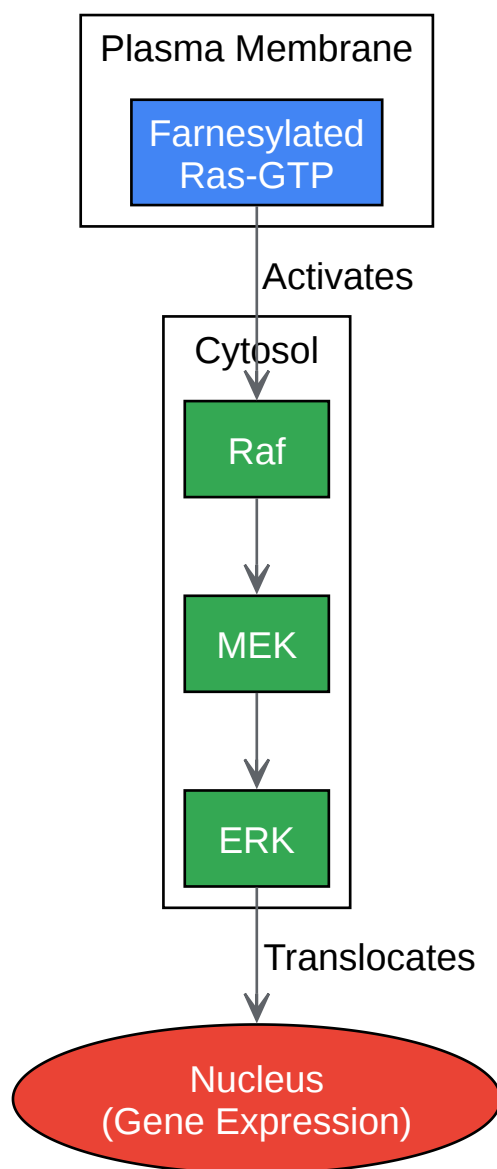 Plasma Membrane
Farnesylated
Ras-GTP
Activates
Cytosol
Raf
MEK
ERK
Translocates
Nucleus
(Gene Expression)